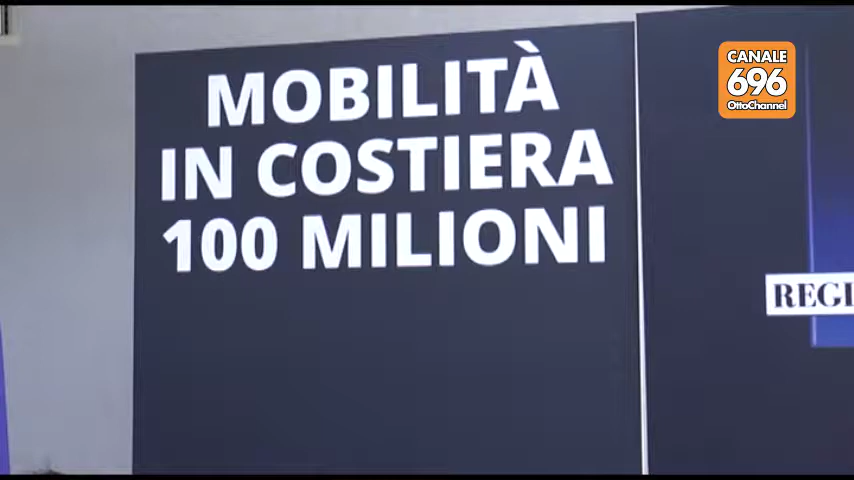 MOBILITÀ
IN COSTIERA
100 MILIONI
CANALE
696
OttoChannel